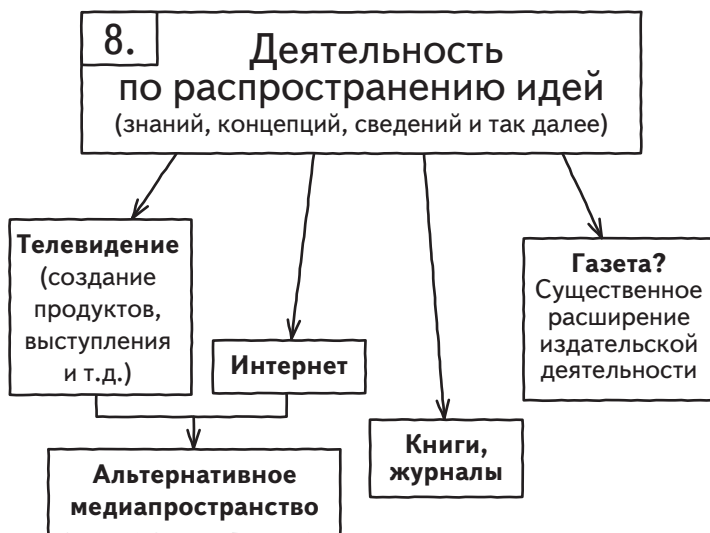 8.
Деятельность
по распространению идей
(знаний, концепций, сведений и так далее)
Телевидение
(создание
продуктов,
выступления
и т.д.)
Интернет
Книги,
журналы
Газета?
Существенное
расширение
издательской
деятельности
Альтернативное
медиапространство